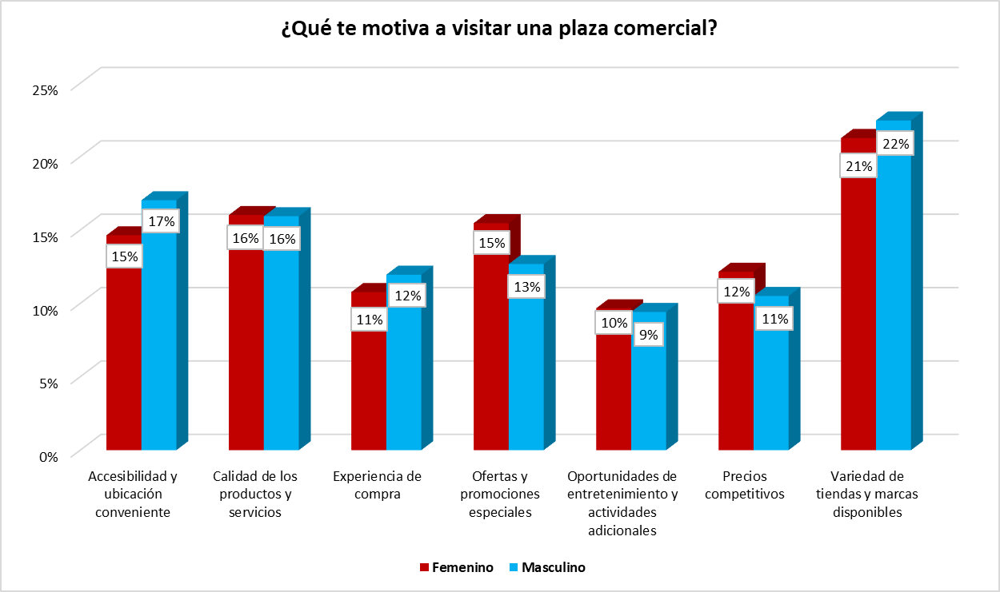 ¿Qué te motiva a visitar una plaza comercial?
25%
20%
15%
10%
5%
0%
15%
17%
16%
16%
11%
12%
15%
13%
10%
9%
12%
11%
21%
22%
Accesibilidad y
ubicación
conveniente
Calidad de los
productos y
servicios
Experiencia de
compra
Ofertas y
promociones
especiales
Oportunidades de
entretenimiento y
actividades
adicionales
Precios
competitivos
Variedad de
tiendas y marcas
disponibles
Femenino
Masculino